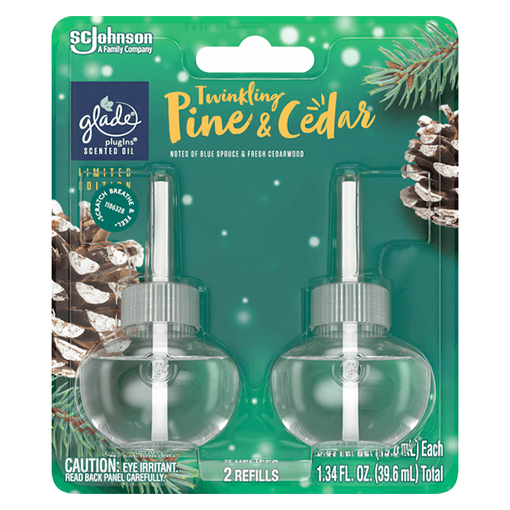 SC Johnson
A Family Company
glade®
plugins®
SCENTED OIL
Twinkling
Pine & Cedar
NOTES OF BLUE SPRUCE & FRESH CEDARWOOD
LIMITED
EDITION
SCRATCH BREATHE & FEEL
1186328
CAUTION: EYE IRRITANT.
READ BACK PANEL CAREFULLY.
2 REFILLS
mL) Each
1.34 FL. OZ. (39.6 mL) Total